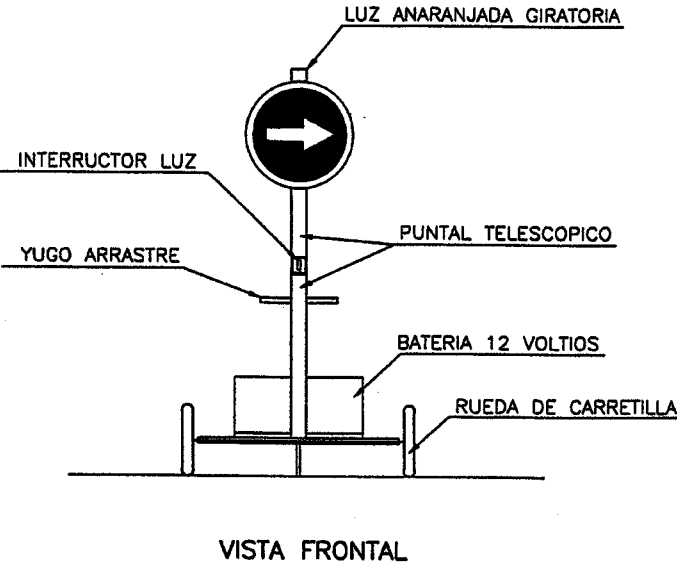 LUZ ANARANJADA GIRATORIA
INTERRUCTOR LUZ
PUNTAL TELESCOPICO
YUGO ARRASTRE
BATERIA 12 VOLTIOS
RUEDA DE CARRETILLA
VISTA FRONTAL